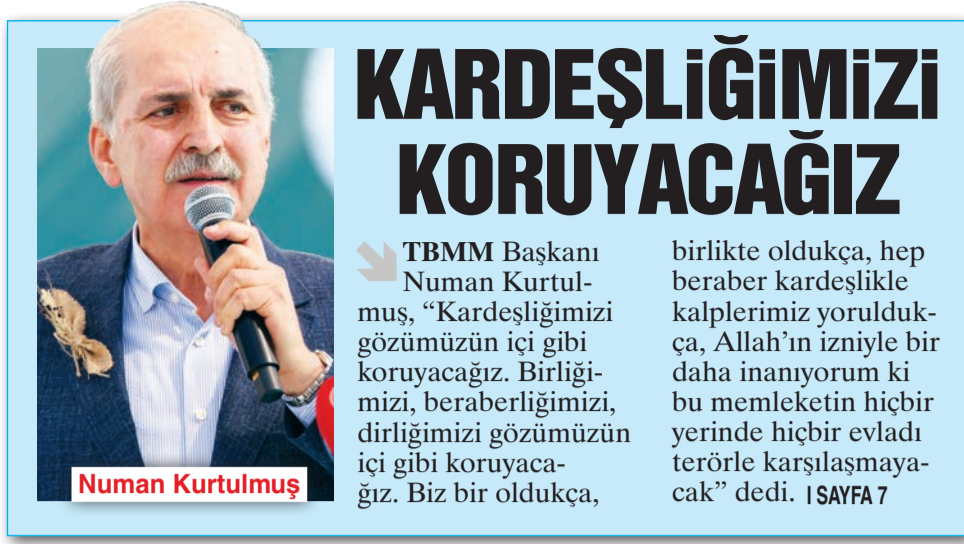 KARDEŞLİĞİMİZİ
KORUYACAĞIZ
TBMM Başkanı
Numan Kurtul-
muş, “Kardeşliğimizi
gözümüzün içi gibi
koruyacağız. Birliği-
mizi, beraberliğimizi,
dirliğimizi gözümüzün
içi gibi koruyaca-
ğız. Biz bir oldukça,
birlikte oldukça, hep
beraber kardeşlikle
kalplerimiz yorulduk-
ça, Allah’ın izniyle bir
daha inanıyorum ki
bu memleketin hiçbir
yerinde hiçbir evladı
terörle karşılaşmaya-
cak” dedi. I SAYFA 7
Numan Kurtulmuş